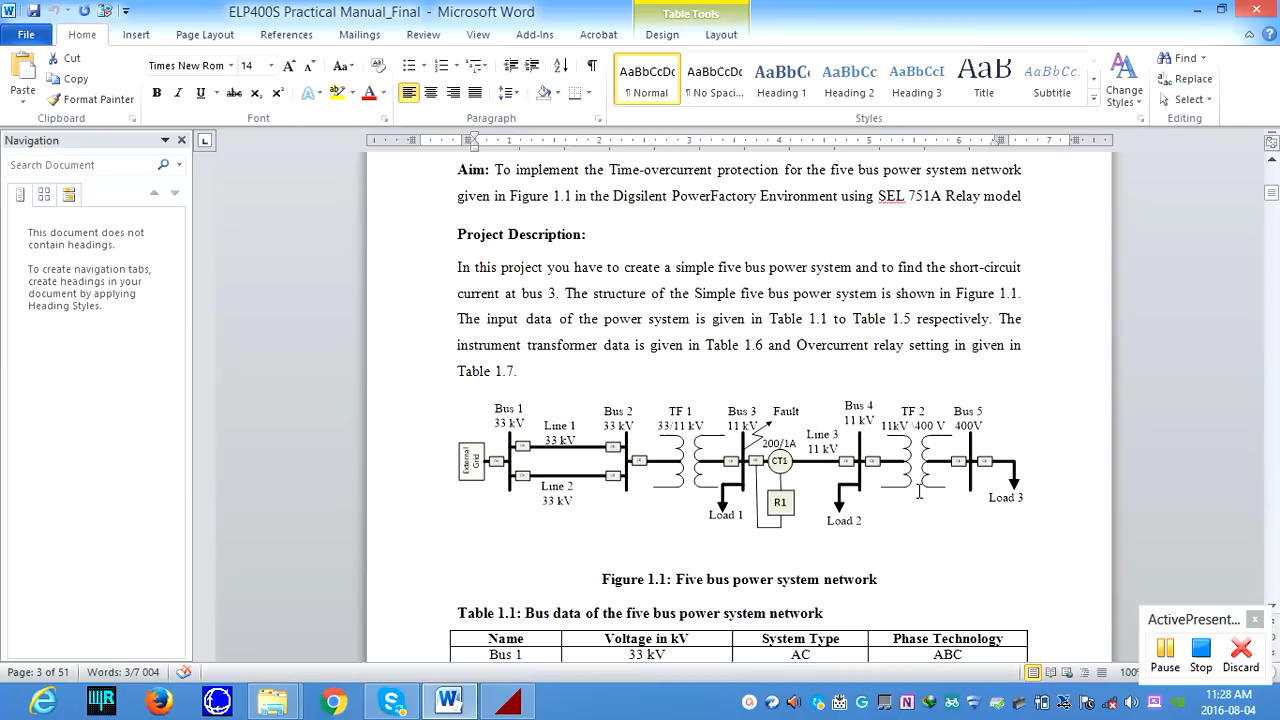 ELP400S Practical Manual_Final - Microsoft Word
Table Tools
File Home Insert Page Layout References Mailings Review View Add-Ins Acrobat Design Layout
Paste
Cut
Copy
Format Painter
Clipboard
Times New Rom 14
Font
Paragraph
AaBbCcDc
¶ Normal
AaBbCcDc
¶ No Spaci...
AaBbCc
Heading 1
AaBbCc
Heading 2
AaBbCcI
Heading 3
AaB
Title
AaBbCcL
Subtitle
Change Styles
Styles
Find
Replace
Select
Editing
Navigation
Search Document
This document does not
contain headings.
To create navigation tabs,
create headings in your
document by applying
Heading Styles.
1 2 3 4 5 6 7
Aim: To implement the Time-overcurrent protection for the five bus power system network
given in Figure 1.1 in the Digsilent PowerFactory Environment using SEL 751A Relay model
Project Description:
In this project you have to create a simple five bus power system and to find the short-circuit
current at bus 3. The structure of the Simple five bus power system is shown in Figure 1.1.
The input data of the power system is given in Table 1.1 to Table 1.5 respectively. The
instrument transformer data is given in Table 1.6 and Overcurrent relay setting in given in
Table 1.7.
Bus 1
33 kV
Line 1
33 kV
Bus 2
33 kV
TF 1
33/11 kV
Bus 3
11 kV
Fault
200/1A
Line 3
11 kV
Bus 4
11 kV
TF 2
11kV \400 V
Bus 5
400V
External
Grid
CT1
R1
Line 2
33 kV
Load 1
Load 2
Load 3
Figure 1.1: Five bus power system network
Table 1.1: Bus data of the five bus power system network
Name Voltage in kV System Type Phase Technology
Bus 1 33 kV AC ABC
ActivePresent...
Pause Stop Discard
Page: 3 of 51 Words: 3/7 004
11:28 AM
2016-08-04